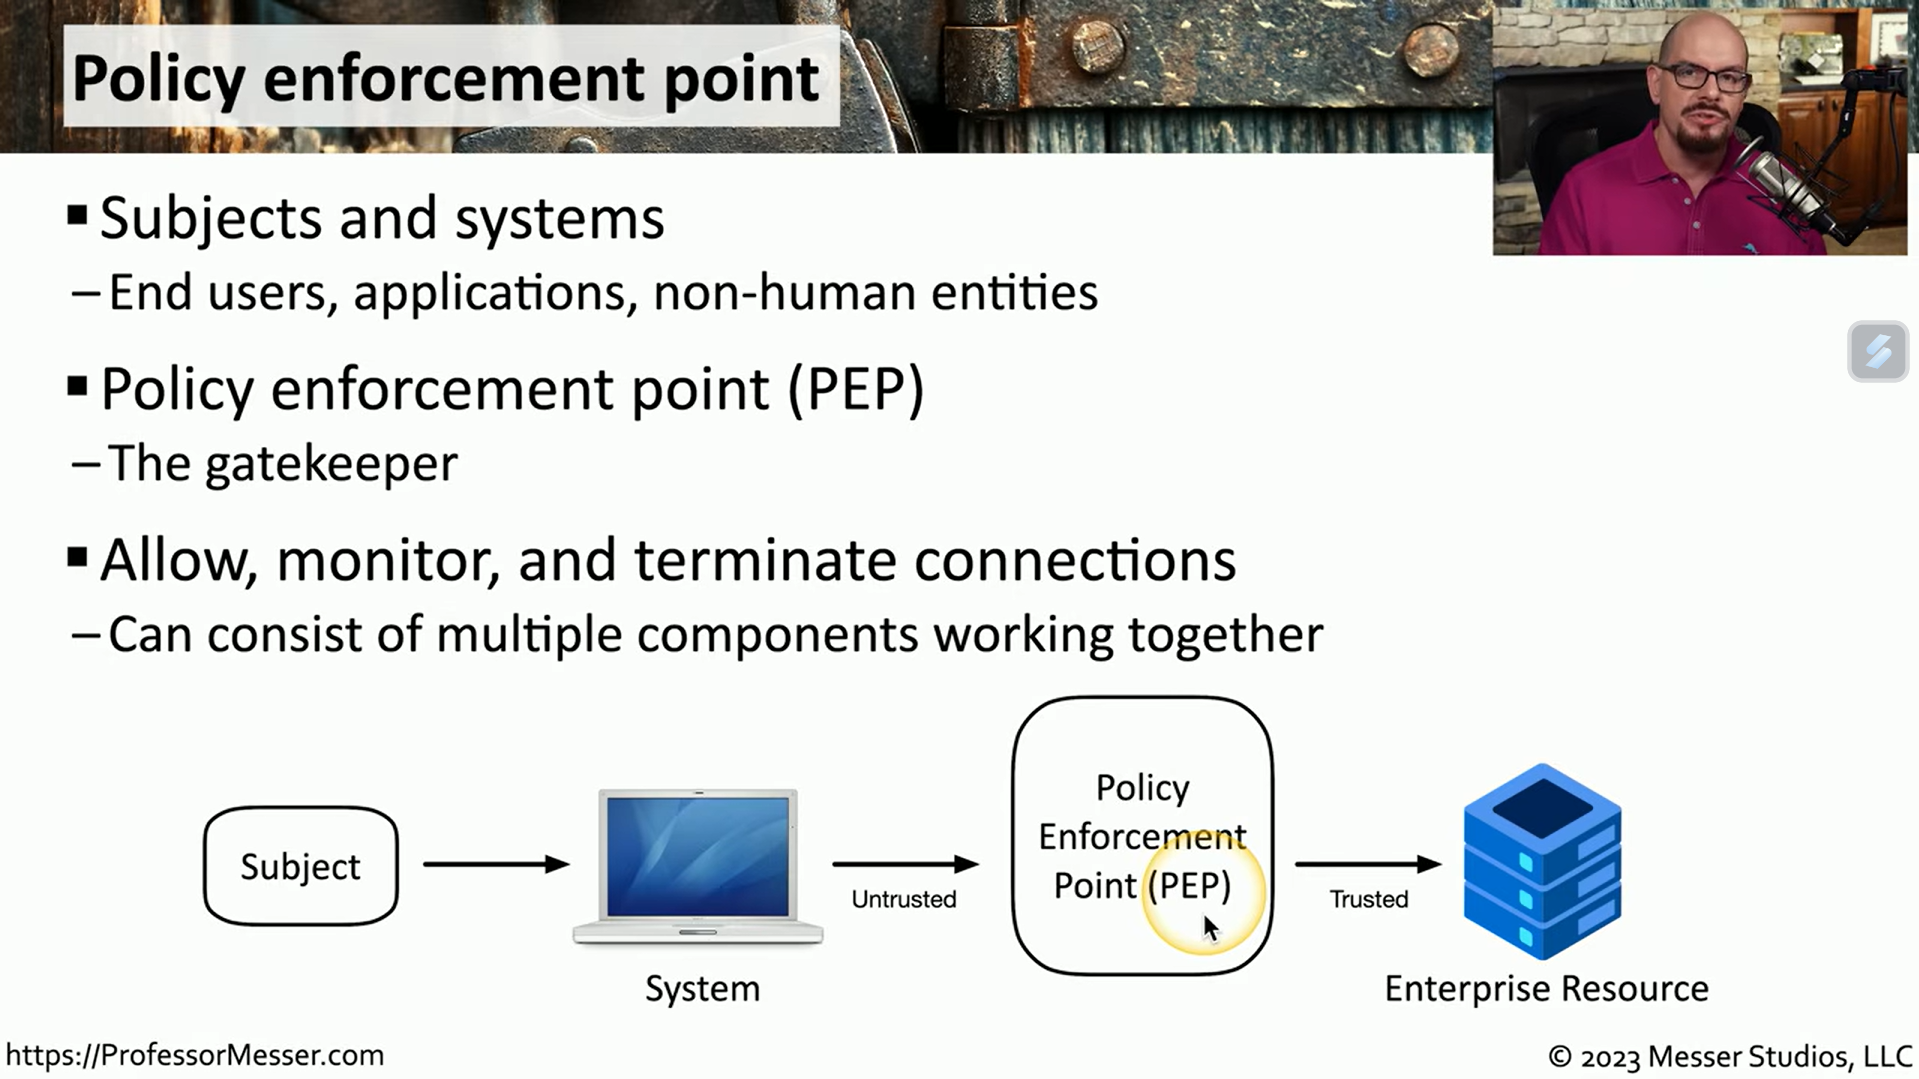 Policy enforcement point
▪ Subjects and systems
– End users, applications, non-human entities
▪ Policy enforcement point (PEP)
– The gatekeeper
▪ Allow, monitor, and terminate connections
– Can consist of multiple components working together
Subject
System
Untrusted
Policy
Enforcement
Point (PEP)
Trusted
Enterprise Resource
https://ProfessorMesser.com
© 2023 Messer Studios, LLC